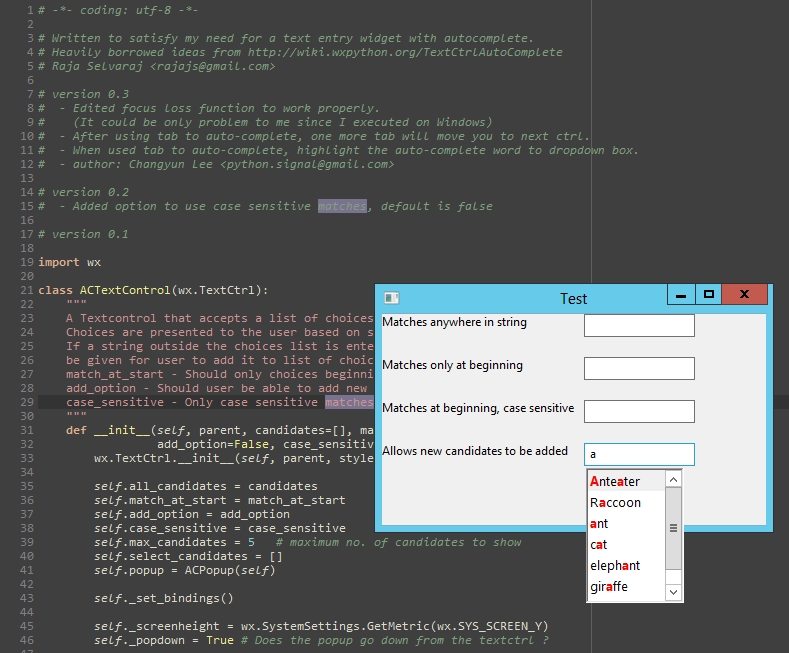 1 # -*- coding: utf-8 -*-
2
3 # Written to satisfy my need for a text entry widget with autocomplete.
4 # Heavily borrowed ideas from http://wiki.wxpython.org/TextCtrlAutoComplete
5 # Raja Selvaraj <rajajs@gmail.com>
6
7 # version 0.3
8 #  - Edited focus loss function to work properly.
9 #    (It could be only problem to me since I executed on Windows)
10 #  - After using tab to auto-complete, one more tab will move you to next ctrl.
11 #  - When used tab to auto-complete, highlight the auto-complete word to dropdown box.
12 #  - author: Changyun Lee <python.signal@gmail.com>
13
14 # version 0.2
15 #  - Added option to use case sensitive matches, default is false
16
17 # version 0.1
18
19 import wx
20
21 class ACTextControl(wx.TextCtrl):
22     """
23     A Textcontrol that accepts a list of choices
24     Choices are presented to the user based on s
25     If a string outside the choices list is ente
26     be given for user to add it to list of choic
27     match_at_start - Should only choices beginni
28     add_option - Should user be able to add new
29     case_sensitive - Only case sensitive matches
30     """
31     def __init__(self, parent, candidates=[], ma
32                  add_option=False, case_sensitiv
33         wx.TextCtrl.__init__(self, parent, style
34
35         self.all_candidates = candidates
36         self.match_at_start = match_at_start
37         self.add_option = add_option
38         self.case_sensitive = case_sensitive
39         self.max_candidates = 5   # maximum no. of candidates to show
40         self.select_candidates = []
41         self.popup = ACPopup(self)
42
43         self._set_bindings()
44
45         self._screenheight = wx.SystemSettings.GetMetric(wx.SYS_SCREEN_Y)
46         self._popdown = True # Does the popup go down from the textctrl ?
Test
Matches anywhere in string
Matches only at beginning
Matches at beginning, case sensitive
Allows new candidates to be added a
Anteater
Raccoon
ant
cat
elephant
giraffe